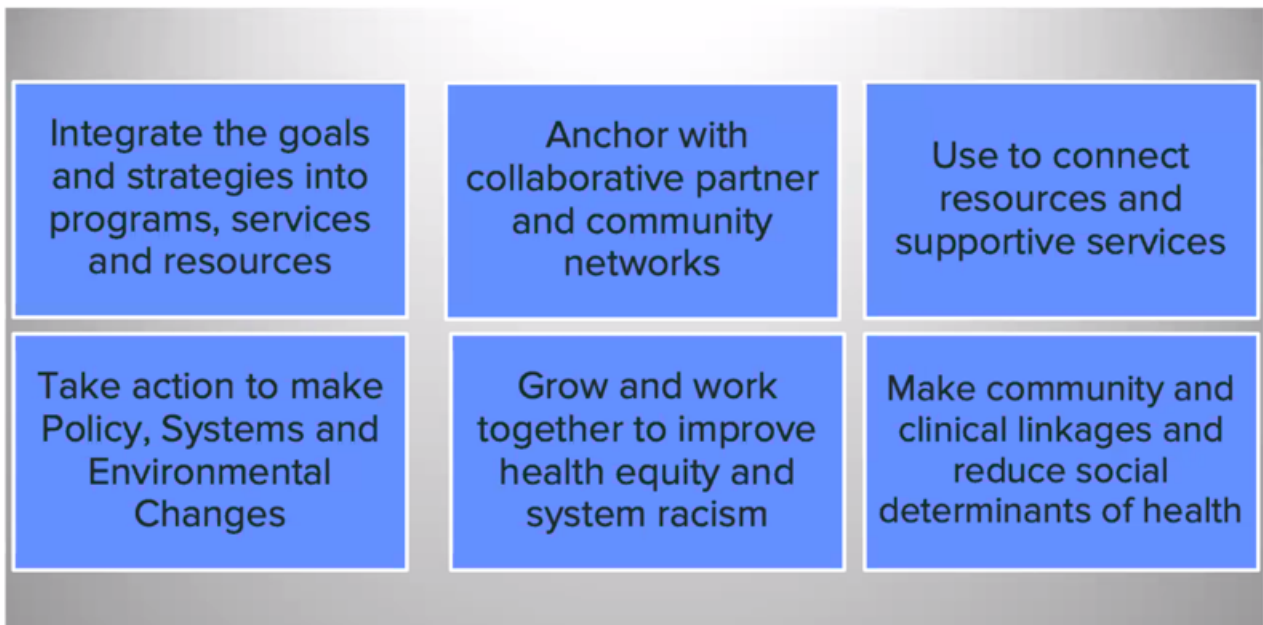 Integrate the goals
and strategies into
programs, services
and resources
Anchor with
collaborative partner
and community
networks
Use to connect
resources and
supportive services
Take action to make
Policy, Systems and
Environmental
Changes
Grow and work
together to improve
health equity and
system racism
Make community and
clinical linkages and
reduce social
determinants of health